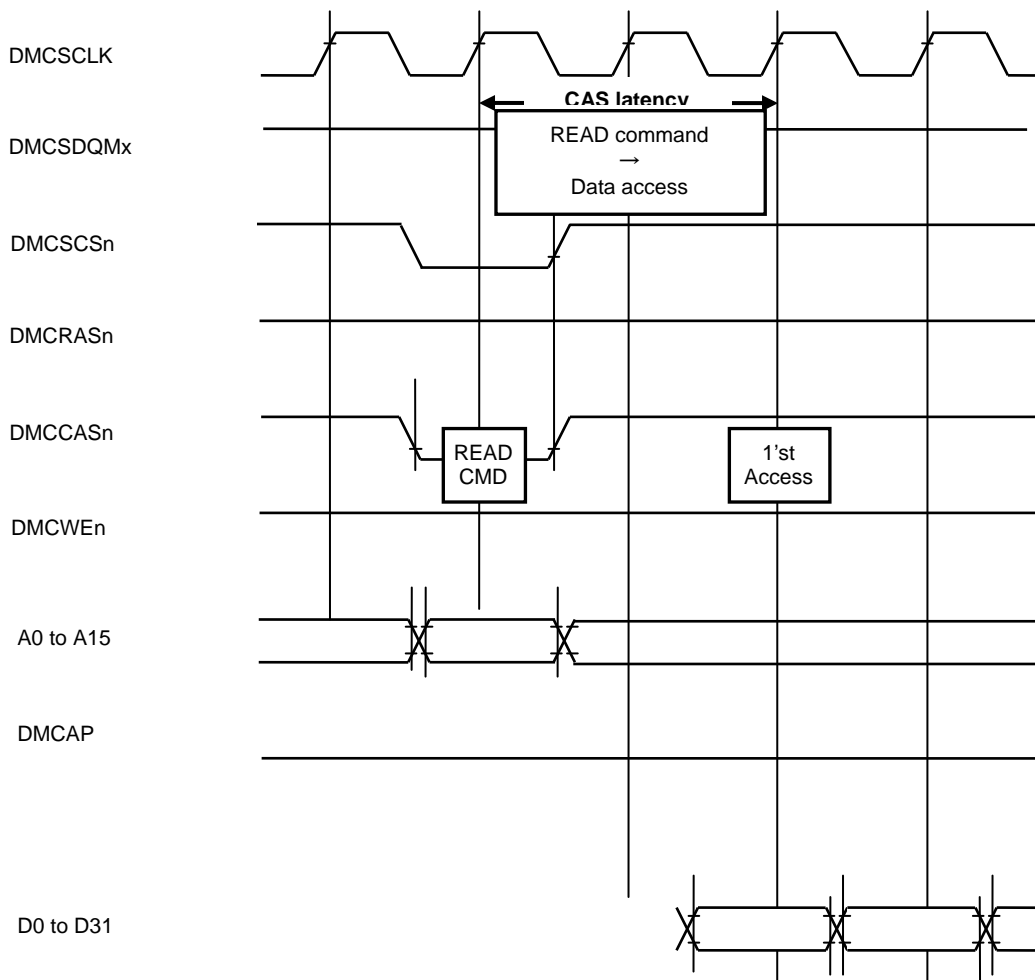 DMCSCLK
CAS latency
DMCSDQMx
READ command
→
Data access
DMCSCSn
DMCRASn
DMCCASn
READ
CMD
1'st
Access
DMCWEn
A0 to A15
DMCAP
D0 to D31